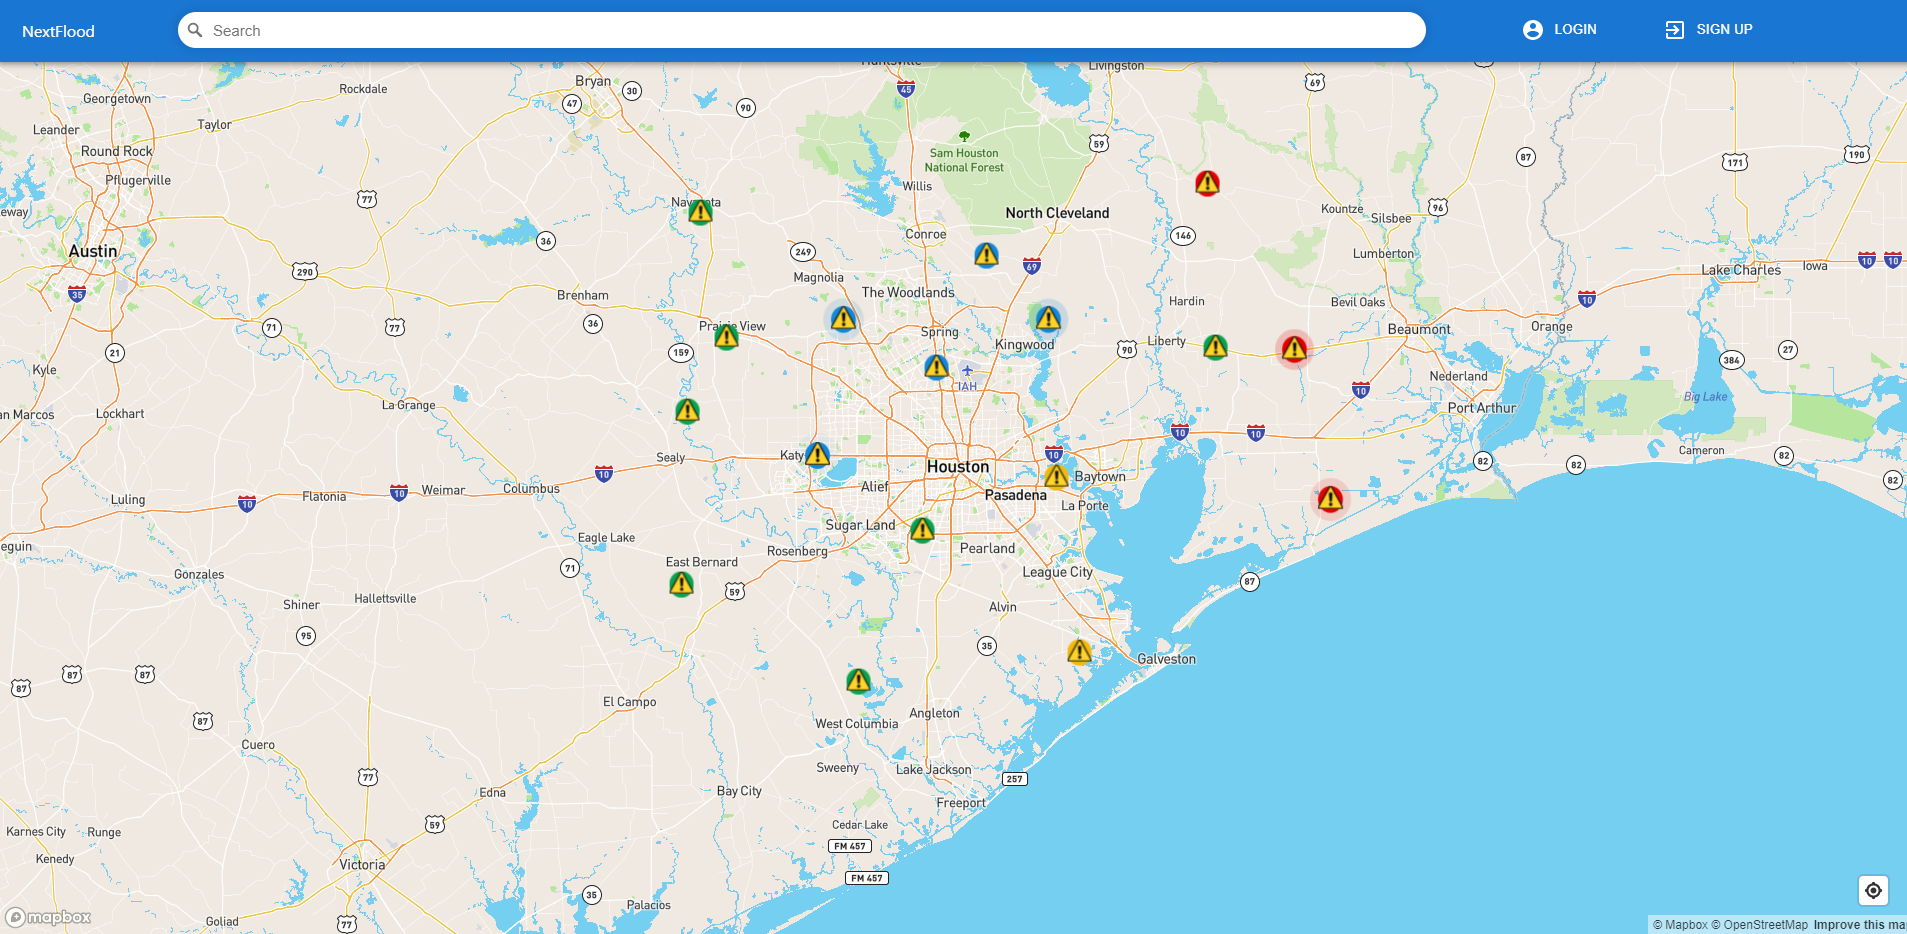 NextFlood
Search
LOGIN
SIGN UP
Huntsville
Livingston
Bryan
30
69
Georgetown
Rockdale
45
47
90
Taylor
Leander
59
Round Rock
Sam Houston
National Forest
87
171
190
Pflugerville
Willis
77
Navasota
Kountze
96
Silsbee
North Cleveland
Conroe
146
36
Austin
249
Lumberton
290
Magnolia
69
Lake Charles
Iowa
10
10
35
The Woodlands
Brenham
Hardin
Bevil Oaks
10
71
77
36
Prairie View
Spring
Beaumont
Orange
Kingwood
Liberty
21
159
90
27
384
Kyle
IAH
Nederland
10
Big Lake
La Grange
Port Arthur
Lockhart
10
10
Sealy
Katy
10
Houston
Cameron
82
82
82
82
10
Baytown
Alief
Pasadena
Weimar
Columbus
10
Flatonia
Luling
10
La Porte
Sugar Land
Eagle Lake
Rosenberg
Pearland
East Bernard
71
League City
Gonzales
87
59
Hallettsville
Shiner
Alvin
95
35
Galveston
87
87
87
El Campo
Angleton
87
West Columbia
Cuero
77
Sweeny
Lake Jackson
257
Edna
Bay City
Freeport
59
Cedar Lake
Karnes City
Runge
FM 457
Kenedy
Victoria
FM 457
35
Palacios
mapbox
Goliad
77
© Mapbox © OpenStreetMap Improve this ma